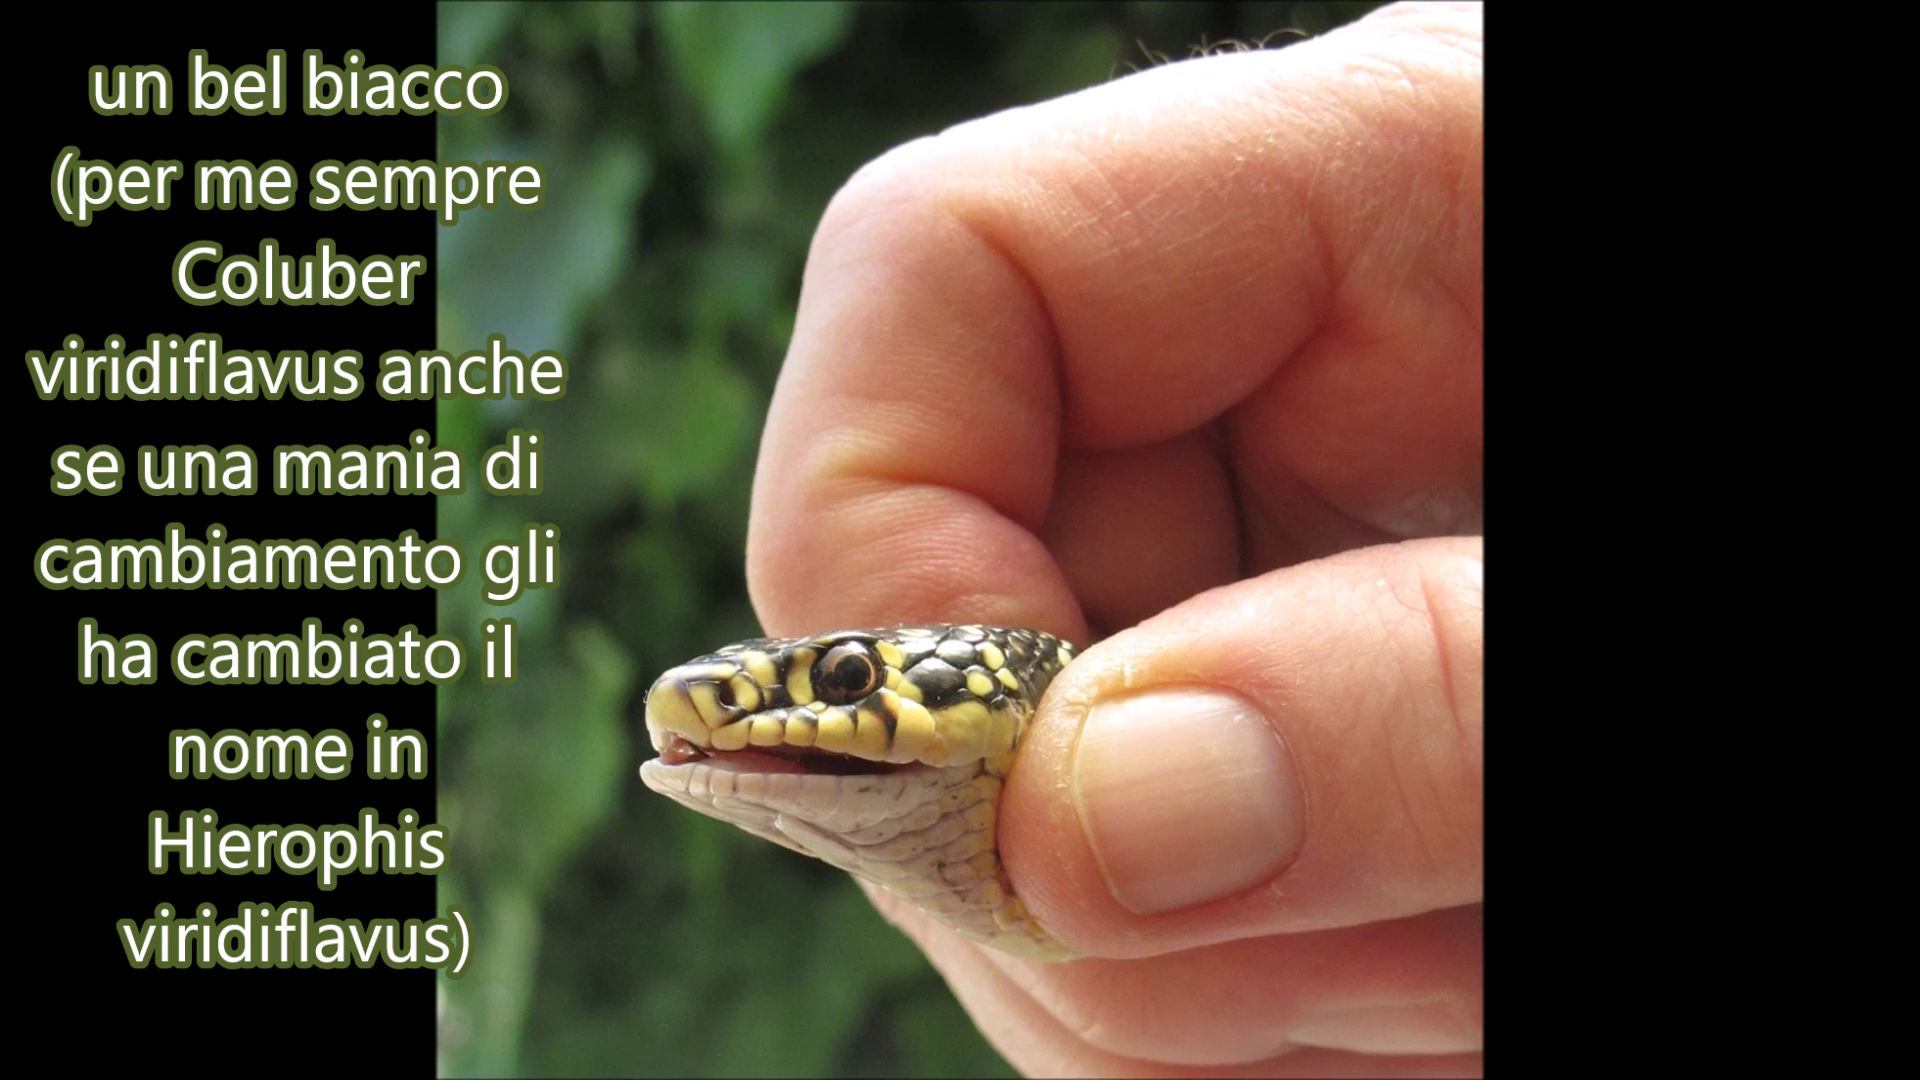 un bel biacco
(per me sempre
Coluber
viridiflavus anche
se una mania di
cambiamento gli
ha cambiato il
nome in
Hierophis
viridiflavus)